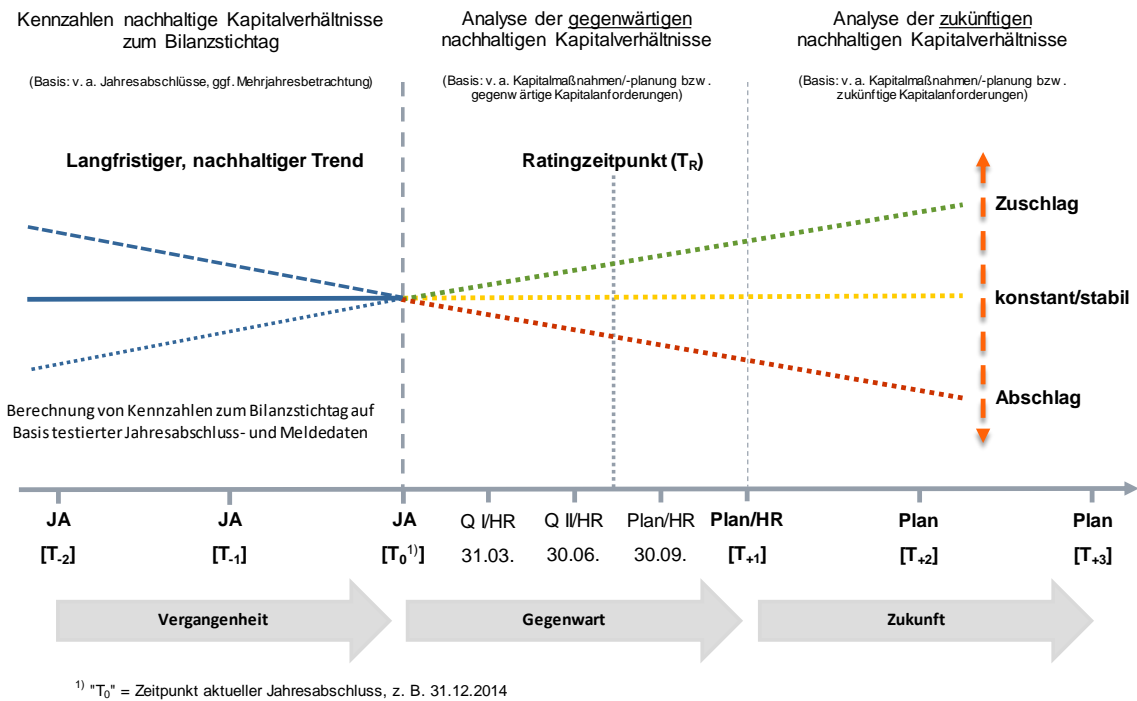 Kennzahlen nachhaltige Kapitalverhältnisse
zum Bilanzstichtag
(Basis: v. a. Jahresabschlüsse, ggf. Mehrjahresbetrachtung)
Analyse der gegenwärtigen
nachhaltigen Kapitalverhältnisse
(Basis: v. a. Kapitalmaßnahmen/-planung bzw.
gegenwärtige Kapitalanforderungen)
Analyse der zukünftigen
nachhaltigen Kapitalverhältnisse
(Basis: v. a. Kapitalmaßnahmen/-planung bzw.
zukünftige Kapitalanforderungen)
Langfristiger, nachhaltiger Trend
Ratingzeitpunkt (T_R)
Zuschlag
konstant/stabil
Abschlag
Berechnung von Kennzahlen zum Bilanzstichtag auf
Basis testierter Jahresabschluss- und Meldedaten
JA JA JA Q I/HR Q II/HR Plan/HR Plan/HR Plan Plan
[T-2] [T-1] [T0 1)] 31.03. 30.06. 30.09. [T+1] [T+2] [T+3]
Vergangenheit
Gegenwart
Zukunft
1) "T0" = Zeitpunkt aktueller Jahresabschluss, z. B. 31.12.2014